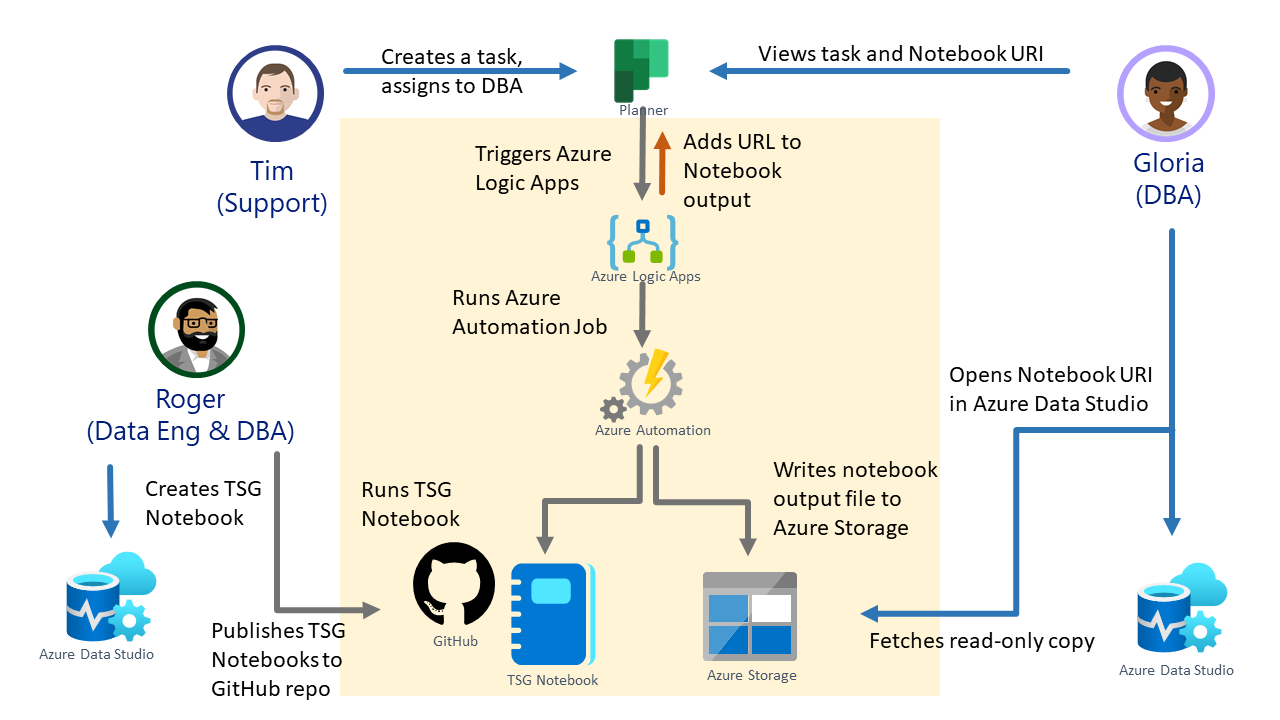 Creates a task,
assigns to DBA
Planner
Views task and Notebook URI
Tim
(Support)
Gloria
(DBA)
Triggers Azure
Logic Apps
Adds URL to
Notebook
output
Azure Logic Apps
Runs Azure
Automation Job
Azure Automation
Roger
(Data Eng & DBA)
Opens Notebook URI
in Azure Data Studio
Creates TSG
Notebook
Runs TSG
Notebook
Writes notebook
output file to
Azure Storage
Azure Data Studio
Publishes TSG
Notebooks to
GitHub repo
GitHub
TSG Notebook
Azure Storage
Fetches read-only copy
Azure Data Studio